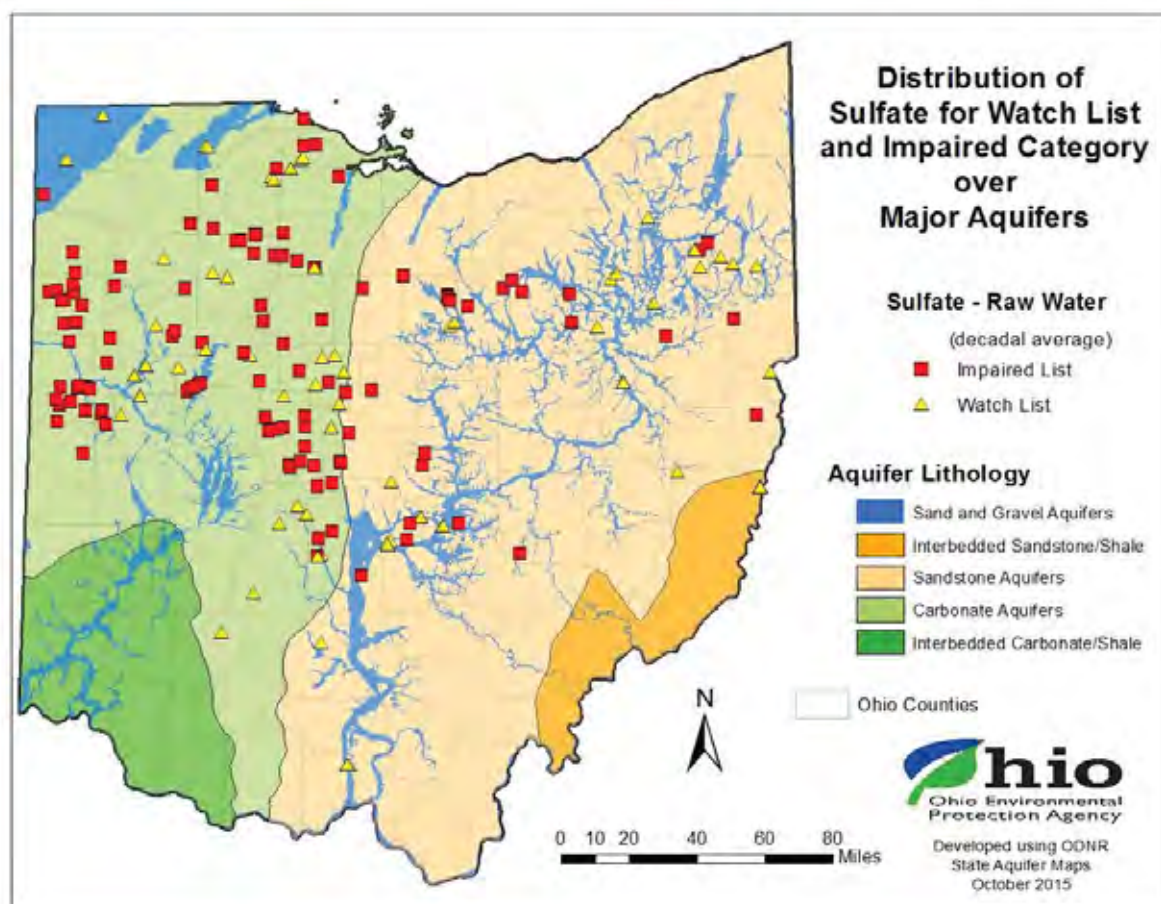 Distribution of
Sulfate for Watch List
and Impaired Category
over
Major Aquifers
Sulfate - Raw Water
(decadal average)
Impaired List
Watch List
Aquifer Lithology
Sand and Gravel Aquifers
Interbedded Sandstone/Shale
Sandstone Aquifers
Carbonate Aquifers
Interbedded Carbonate/Shale
Ohio Counties
N
0 10 20 40 60 80
Miles
Ohio
Ohio Environmental
Protection Agency
Developed using ODNR
State Aquifer Maps
October 2015